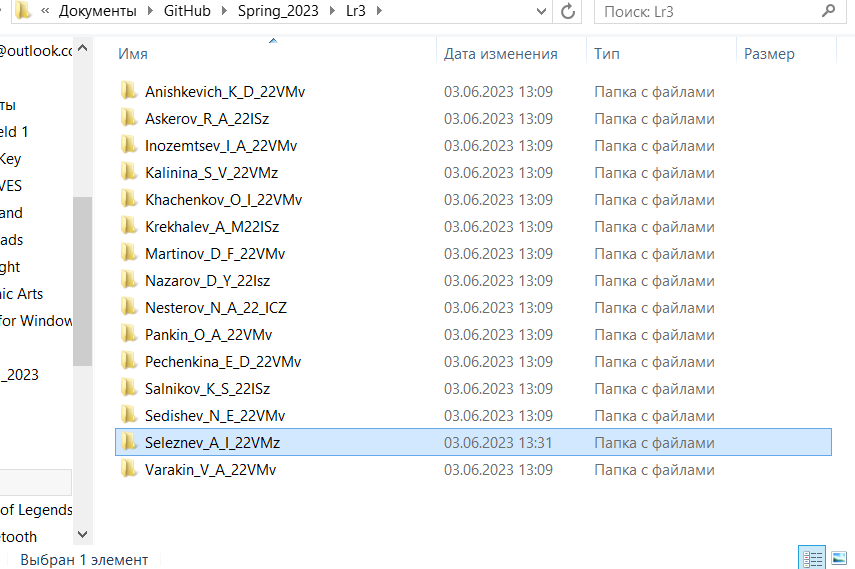 « Документы GitHub Spring_2023 Lr3
Поиск: Lr3
@outlook.co
ты
eld 1
Key
VES
and
ads
ght
ic Arts
for Window
_2023
of Legends
tooth
Имя Дата изменения Тип Размер
Anishkevich_K_D_22VMv 03.06.2023 13:09 Папка с файлами
Askerov_R_A_22ISz 03.06.2023 13:09 Папка с файлами
Inozemtsev_I_A_22VMv 03.06.2023 13:09 Папка с файлами
Kalinina_S_V_22VMz 03.06.2023 13:09 Папка с файлами
Khachenkov_O_I_22VMv 03.06.2023 13:09 Папка с файлами
Krekhalev_A_M22ISz 03.06.2023 13:09 Папка с файлами
Martinov_D_F_22VMv 03.06.2023 13:09 Папка с файлами
Nazarov_D_Y_22Isz 03.06.2023 13:09 Папка с файлами
Nesterov_N_A_22_ICZ 03.06.2023 13:09 Папка с файлами
Pankin_O_A_22VMv 03.06.2023 13:09 Папка с файлами
Pechenkina_E_D_22VMv 03.06.2023 13:09 Папка с файлами
Salnikov_K_S_22ISz 03.06.2023 13:09 Папка с файлами
Sedishev_N_E_22VMv 03.06.2023 13:09 Папка с файлами
Seleznev_A_I_22VMz 03.06.2023 13:31 Папка с файлами
Varakin_V_A_22VMv 03.06.2023 13:09 Папка с файлами
Выбран 1 элемент